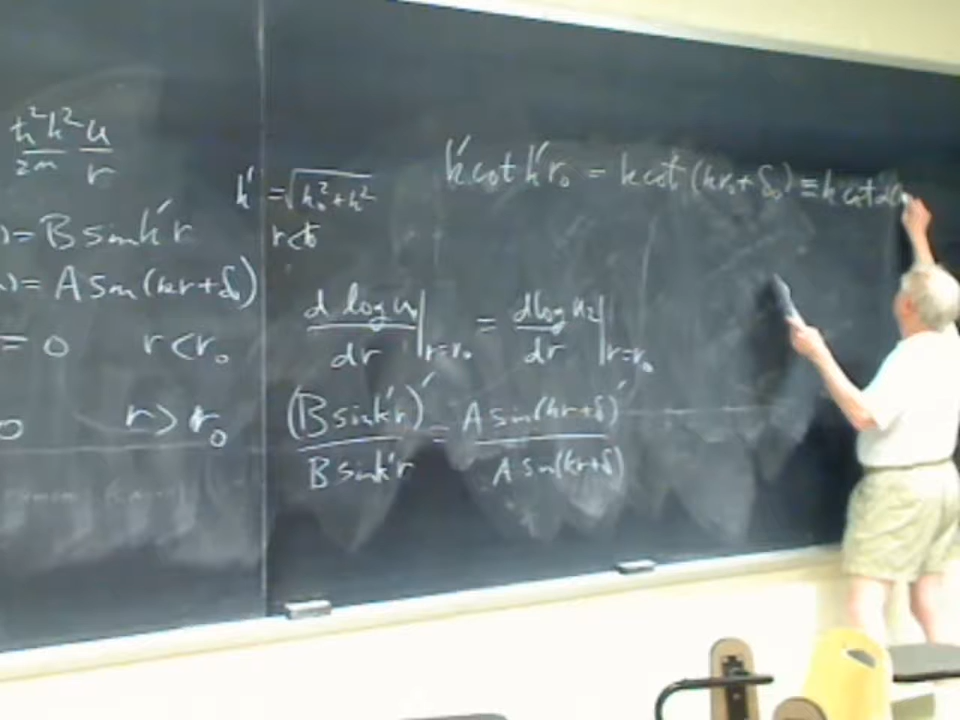 ħ²k²/2m u/r
) = B sin k'r
) = A sin(kr+δ₀)
= 0 r < r₀
0 r > r₀
k' = √(k₀²+k²)
r < r₀
d log u₁/dr |r=r₀ = d log u₂/dr |r=r₀
(B sin k'r)'/B sin k'r = A sin(kr+δ)'/A sin(kr+δ)
k' cot k'r₀ = k cot (kr₀ + δ₀) ≡ k cot